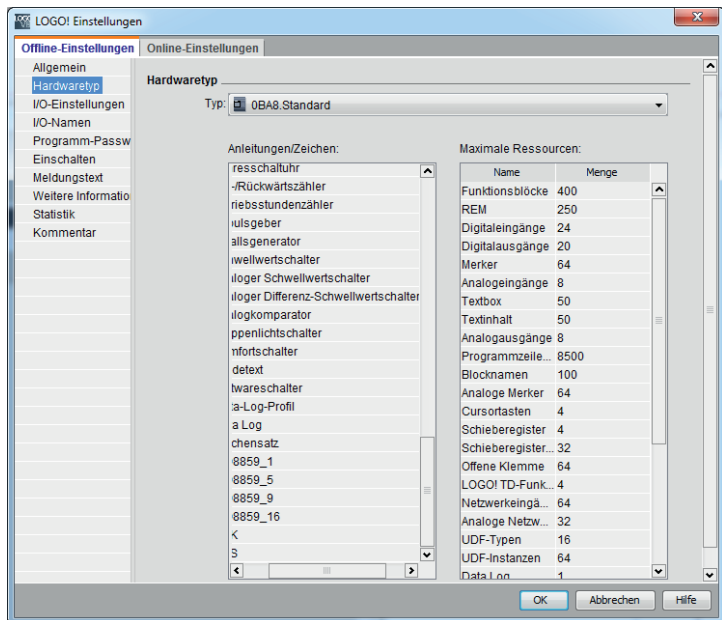 LOGO! Einstellungen
Offline-Einstellungen Online-Einstellungen
Allgemein
Hardwaretyp
I/O-Einstellungen
I/O-Namen
Programm-Passw
Einschalten
Meldungstext
Weitere Informatio
Statistik
Kommentar
Hardwaretyp
Typ: 0BA8.Standard
Anleitungen/Zeichen:
resschaltuhr
-/Rückwärtszähler
riebsstundenzähler
ulsgeber
allsgenerator
wellwertschalter
loger Schwellwertschalter
loger Differenz-Schwellwertschalter
logkomparator
ppenlichtschalter
mfortschalter
detext
twareschalter
a-Log-Profil
a Log
chensatz
8859_1
8859_5
8859_9
8859_16
K
S
Maximale Ressourcen:
Name Menge
Funktionsblöcke 400
REM 250
Digitaleingänge 24
Digitalausgänge 20
Merker 64
Analogeingänge 8
Textbox 50
Textinhalt 50
Analogausgänge 8
Programmzeile... 8500
Blocknamen 100
Analoge Merker 64
Cursortasten 4
Schieberegister 4
Schieberegister... 32
Offene Klemme 64
LOGO! TD-Funk... 4
Netzwerkeingä... 64
Analoge Netzw... 32
UDF-Typen 16
UDF-Instanzen 64
Data Log 1
OK Abbrechen Hilfe